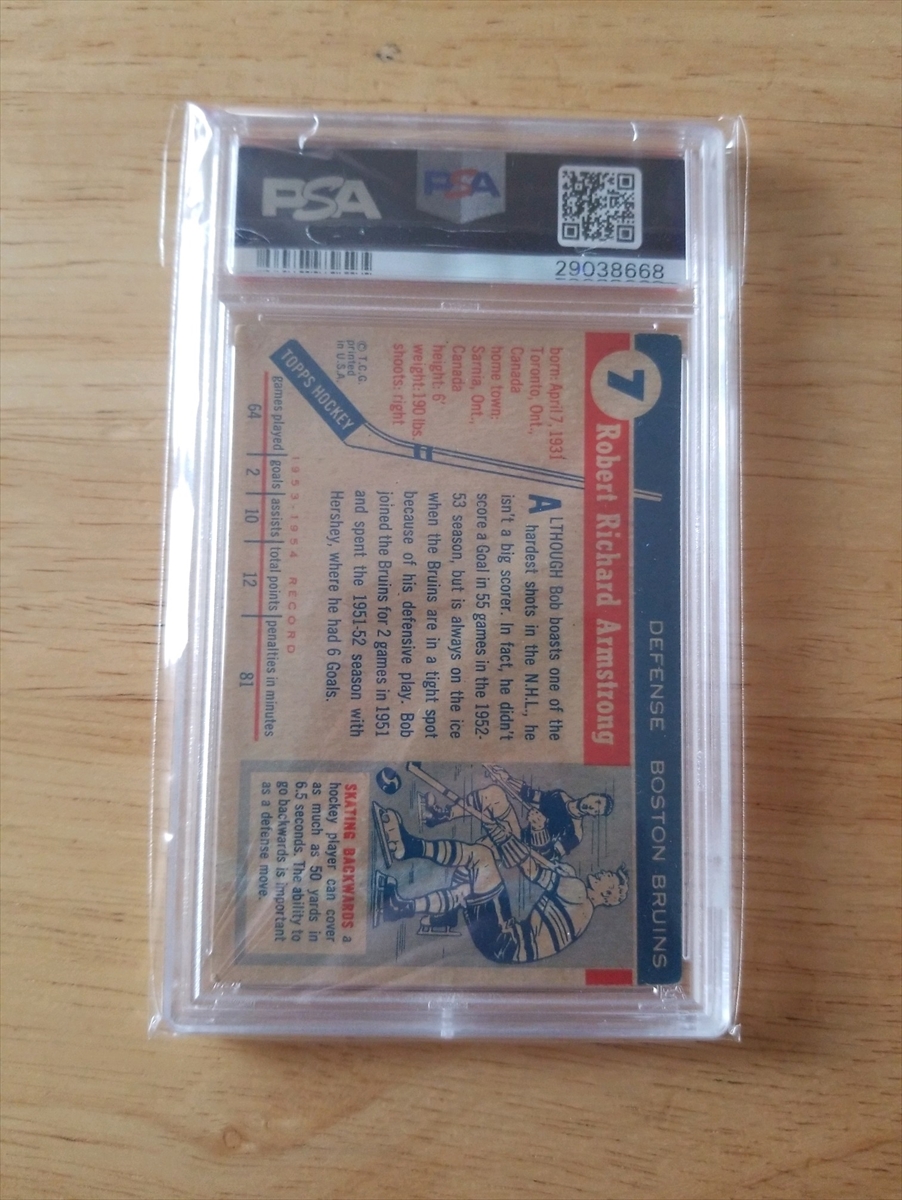 PSA
PSA
29038668
DEFENSE BOSTON BRUINS
7
Robert Richard Armstrong
born: April 7, 1931
Toronto, Ont.,
Canada
home town:
Sarnia, Ont.,
Canada
height: 6'
weight: 190 lbs.
shoots: right
© T.C.G.
printed
in U.S.A.
TOPPS HOCKEY
ALTHOUGH Bob boasts one of the
hardest shots in the N.H.L., he
isn't a big scorer. In fact, he didn't
score a Goal in 55 games in the 1952-
53 season, but is always on the ice
when the Bruins are in a tight spot
because of his defensive play. Bob
joined the Bruins for 2 games in 1951
and spent the 1951-52 season with
Hershey, where he had 6 Goals.
1953-1954 RECORD
games played goals assists total points penalties in minutes
64 2 10 12 81
SKATING BACKWARDS a
hockey player can cover
as much as 50 yards in
6.5 seconds. The ability to
go backwards is important
as a defense move.